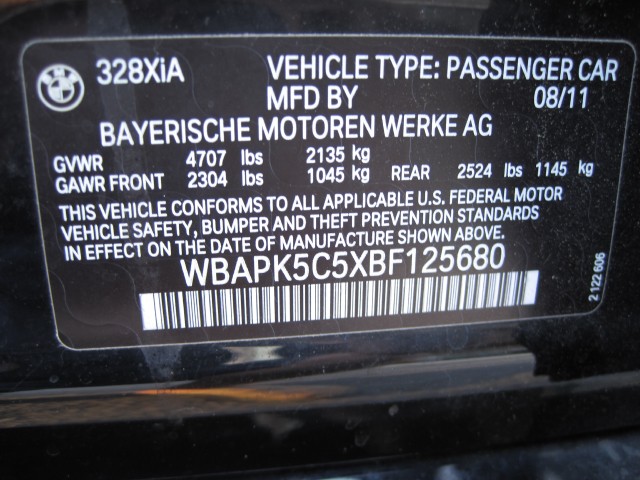 328XiA VEHICLE TYPE: PASSENGER CAR
MFD BY 08/11
BAYERISCHE MOTOREN WERKE AG
GVWR 4707 lbs 2135 kg
GAWR FRONT 2304 lbs 1045 kg REAR 2524 lbs 1145 kg
THIS VEHICLE CONFORMS TO ALL APPLICABLE U.S. FEDERAL MOTOR
VEHICLE SAFETY, BUMPER AND THEFT PREVENTION STANDARDS
IN EFFECT ON THE DATE OF MANUFACTURE SHOWN ABOVE.
WBAPK5C5XBF125680
2 122 606